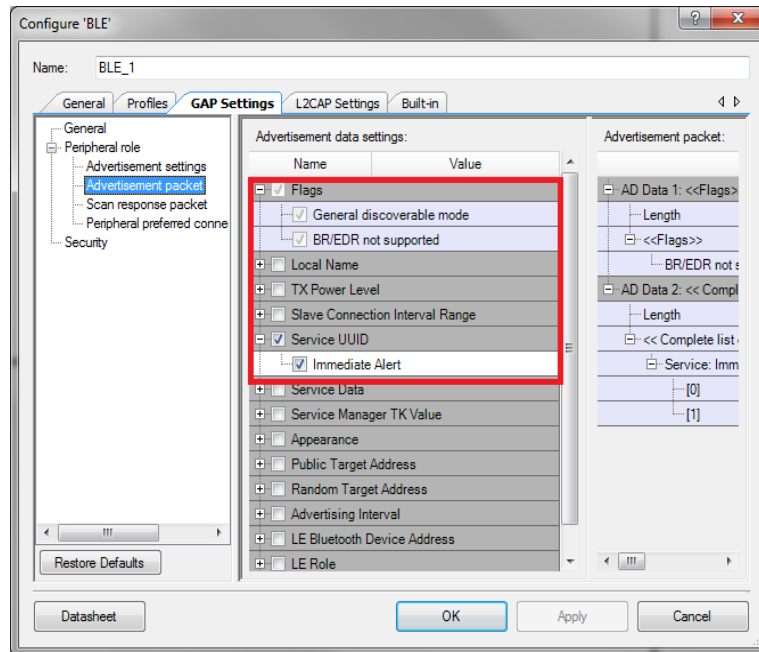 Configure 'BLE'
Name: BLE_1
General Profiles GAP Settings L2CAP Settings Built-in
General
Peripheral role
Advertisement settings
Advertisement packet
Scan response packet
Peripheral preferred conne
Security
Restore Defaults
Advertisement data settings:
Name Value
Flags
General discoverable mode
BR/EDR not supported
Local Name
TX Power Level
Slave Connection Interval Range
Service UUID
Immediate Alert
Service Data
Service Manager TK Value
Appearance
Public Target Address
Random Target Address
Advertising Interval
LE Bluetooth Device Address
LE Role
Advertisement packet:
AD Data 1: <<Flags>
Length
<<Flags>>
BR/EDR not s
AD Data 2: << Compl
Length
<< Complete list
Service: Imm
[0]
[1]
Datasheet OK Apply Cancel